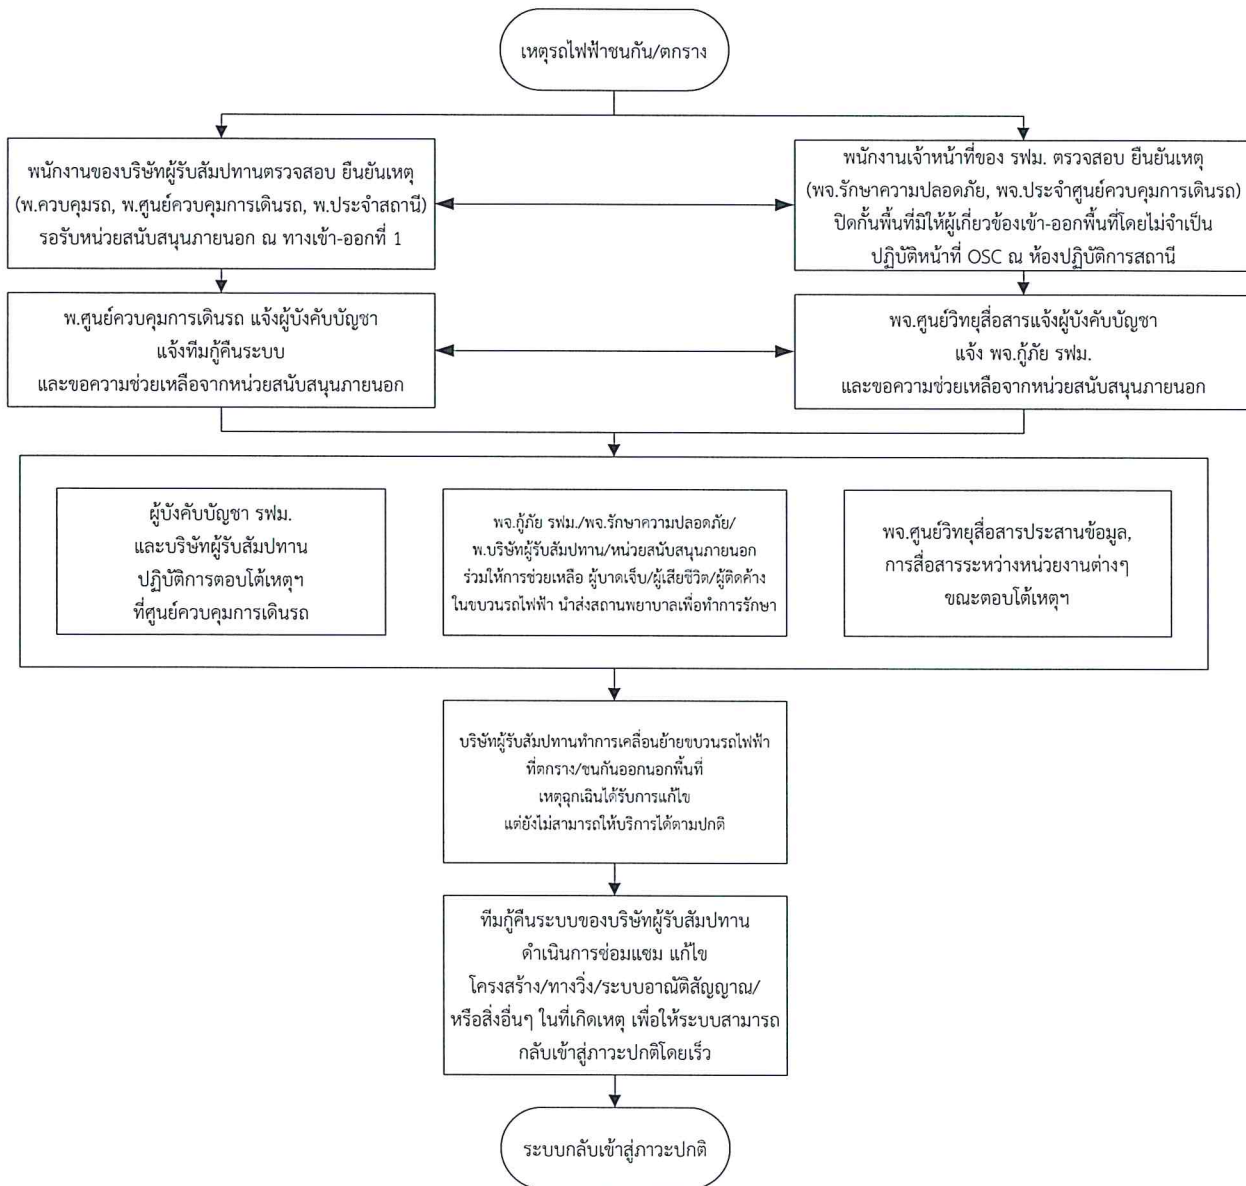 เหตุรถไฟฟ้าชนกัน/ตกราง
พนักงานของบริษัทผู้รับสัมปทานตรวจสอบ ยืนยันเหตุ
(พ.ควบคุมรถ, พ.ศูนย์ควบคุมการเดินรถ, พ.ประจำสถานี)
รอรับหน่วยสนับสนุนภายนอก ณ ทางเข้า-ออกที่ 1
พนักงานเจ้าหน้าที่ของ รฟม. ตรวจสอบ ยืนยันเหตุ
(พจ.รักษาความปลอดภัย, พจ.ประจำศูนย์ควบคุมการเดินรถ)
ปิดกั้นพื้นที่มิให้ผู้เกี่ยวข้องเข้า-ออกพื้นที่โดยไม่จำเป็น
ปฏิบัติหน้าที่ OSC ณ ห้องปฏิบัติการสถานี
พ.ศูนย์ควบคุมการเดินรถ แจ้งผู้บังคับบัญชา
แจ้งทีมกู้คืนระบบ
และขอความช่วยเหลือจากหน่วยสนับสนุนภายนอก
พจ.ศูนย์วิทยุสื่อสารแจ้งผู้บังคับบัญชา
แจ้ง พจ.กู้ภัย รฟม.
และขอความช่วยเหลือจากหน่วยสนับสนุนภายนอก
ผู้บังคับบัญชา รฟม.
และบริษัทผู้รับสัมปทาน
ปฏิบัติการตอบโต้เหตุฯ
ที่ศูนย์ควบคุมการเดินรถ
พจ.กู้ภัย รฟม./พจ.รักษาความปลอดภัย/
พ.บริษัทผู้รับสัมปทาน/หน่วยสนับสนุนภายนอก
ร่วมให้การช่วยเหลือ ผู้บาดเจ็บ/ผู้เสียชีวิต/ผู้ติดค้าง
ในขบวนรถไฟฟ้า นำส่งสถานพยาบาลเพื่อทำการรักษา
พจ.ศูนย์วิทยุสื่อสารประสานข้อมูล,
การสื่อสารระหว่างหน่วยงานต่างๆ
ขณะตอบโต้เหตุฯ
บริษัทผู้รับสัมปทานทำการเคลื่อนย้ายขบวนรถไฟฟ้า
ที่ตกราง/ชนกันออกนอกพื้นที่
เหตุฉุกเฉินได้รับการแก้ไข
แต่ยังไม่สามารถให้บริการได้ตามปกติ
ทีมกู้คืนระบบของบริษัทผู้รับสัมปทาน
ดำเนินการซ่อมแซม แก้ไข
โครงสร้าง/ทางวิ่ง/ระบบอาณัติสัญญาณ/
หรือสิ่งอื่นๆ ในที่เกิดเหตุ เพื่อให้ระบบสามารถ
กลับเข้าสู่ภาวะปกติโดยเร็ว
ระบบกลับเข้าสู่ภาวะปกติ